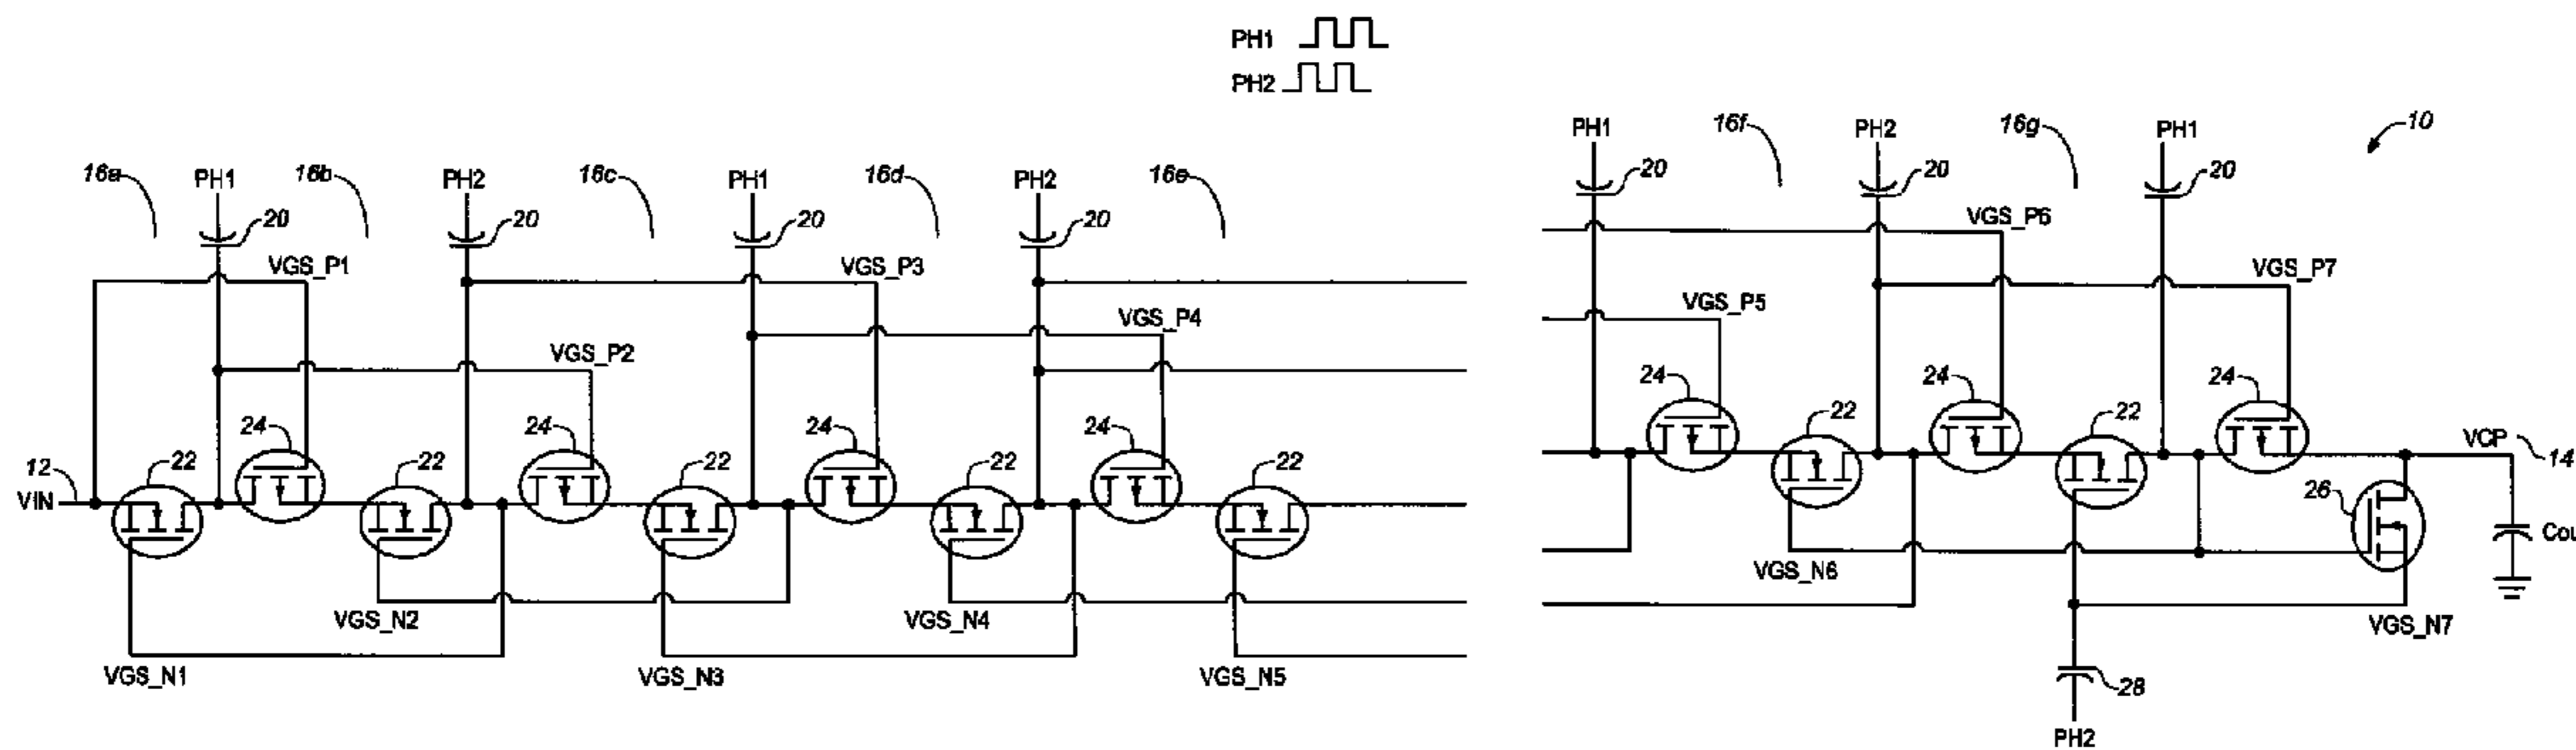 PH1
PH2
10
16a
PH1
16b
PH2
16c
PH1
16d
PH2
16e
PH1
16f
PH2
16g
PH1
20
20
20
20
20
20
20
VGS_P1
VGS_P3
VGS_P6
VGS_P7
VGS_P2
VGS_P4
VGS_P5
24
24
24
24
24
24
24
12
VIN
22
22
22
22
22
22
22
VCP
14
26
Cou
VGS_N1
VGS_N2
VGS_N3
VGS_N4
VGS_N5
VGS_N6
VGS_N7
28
PH2